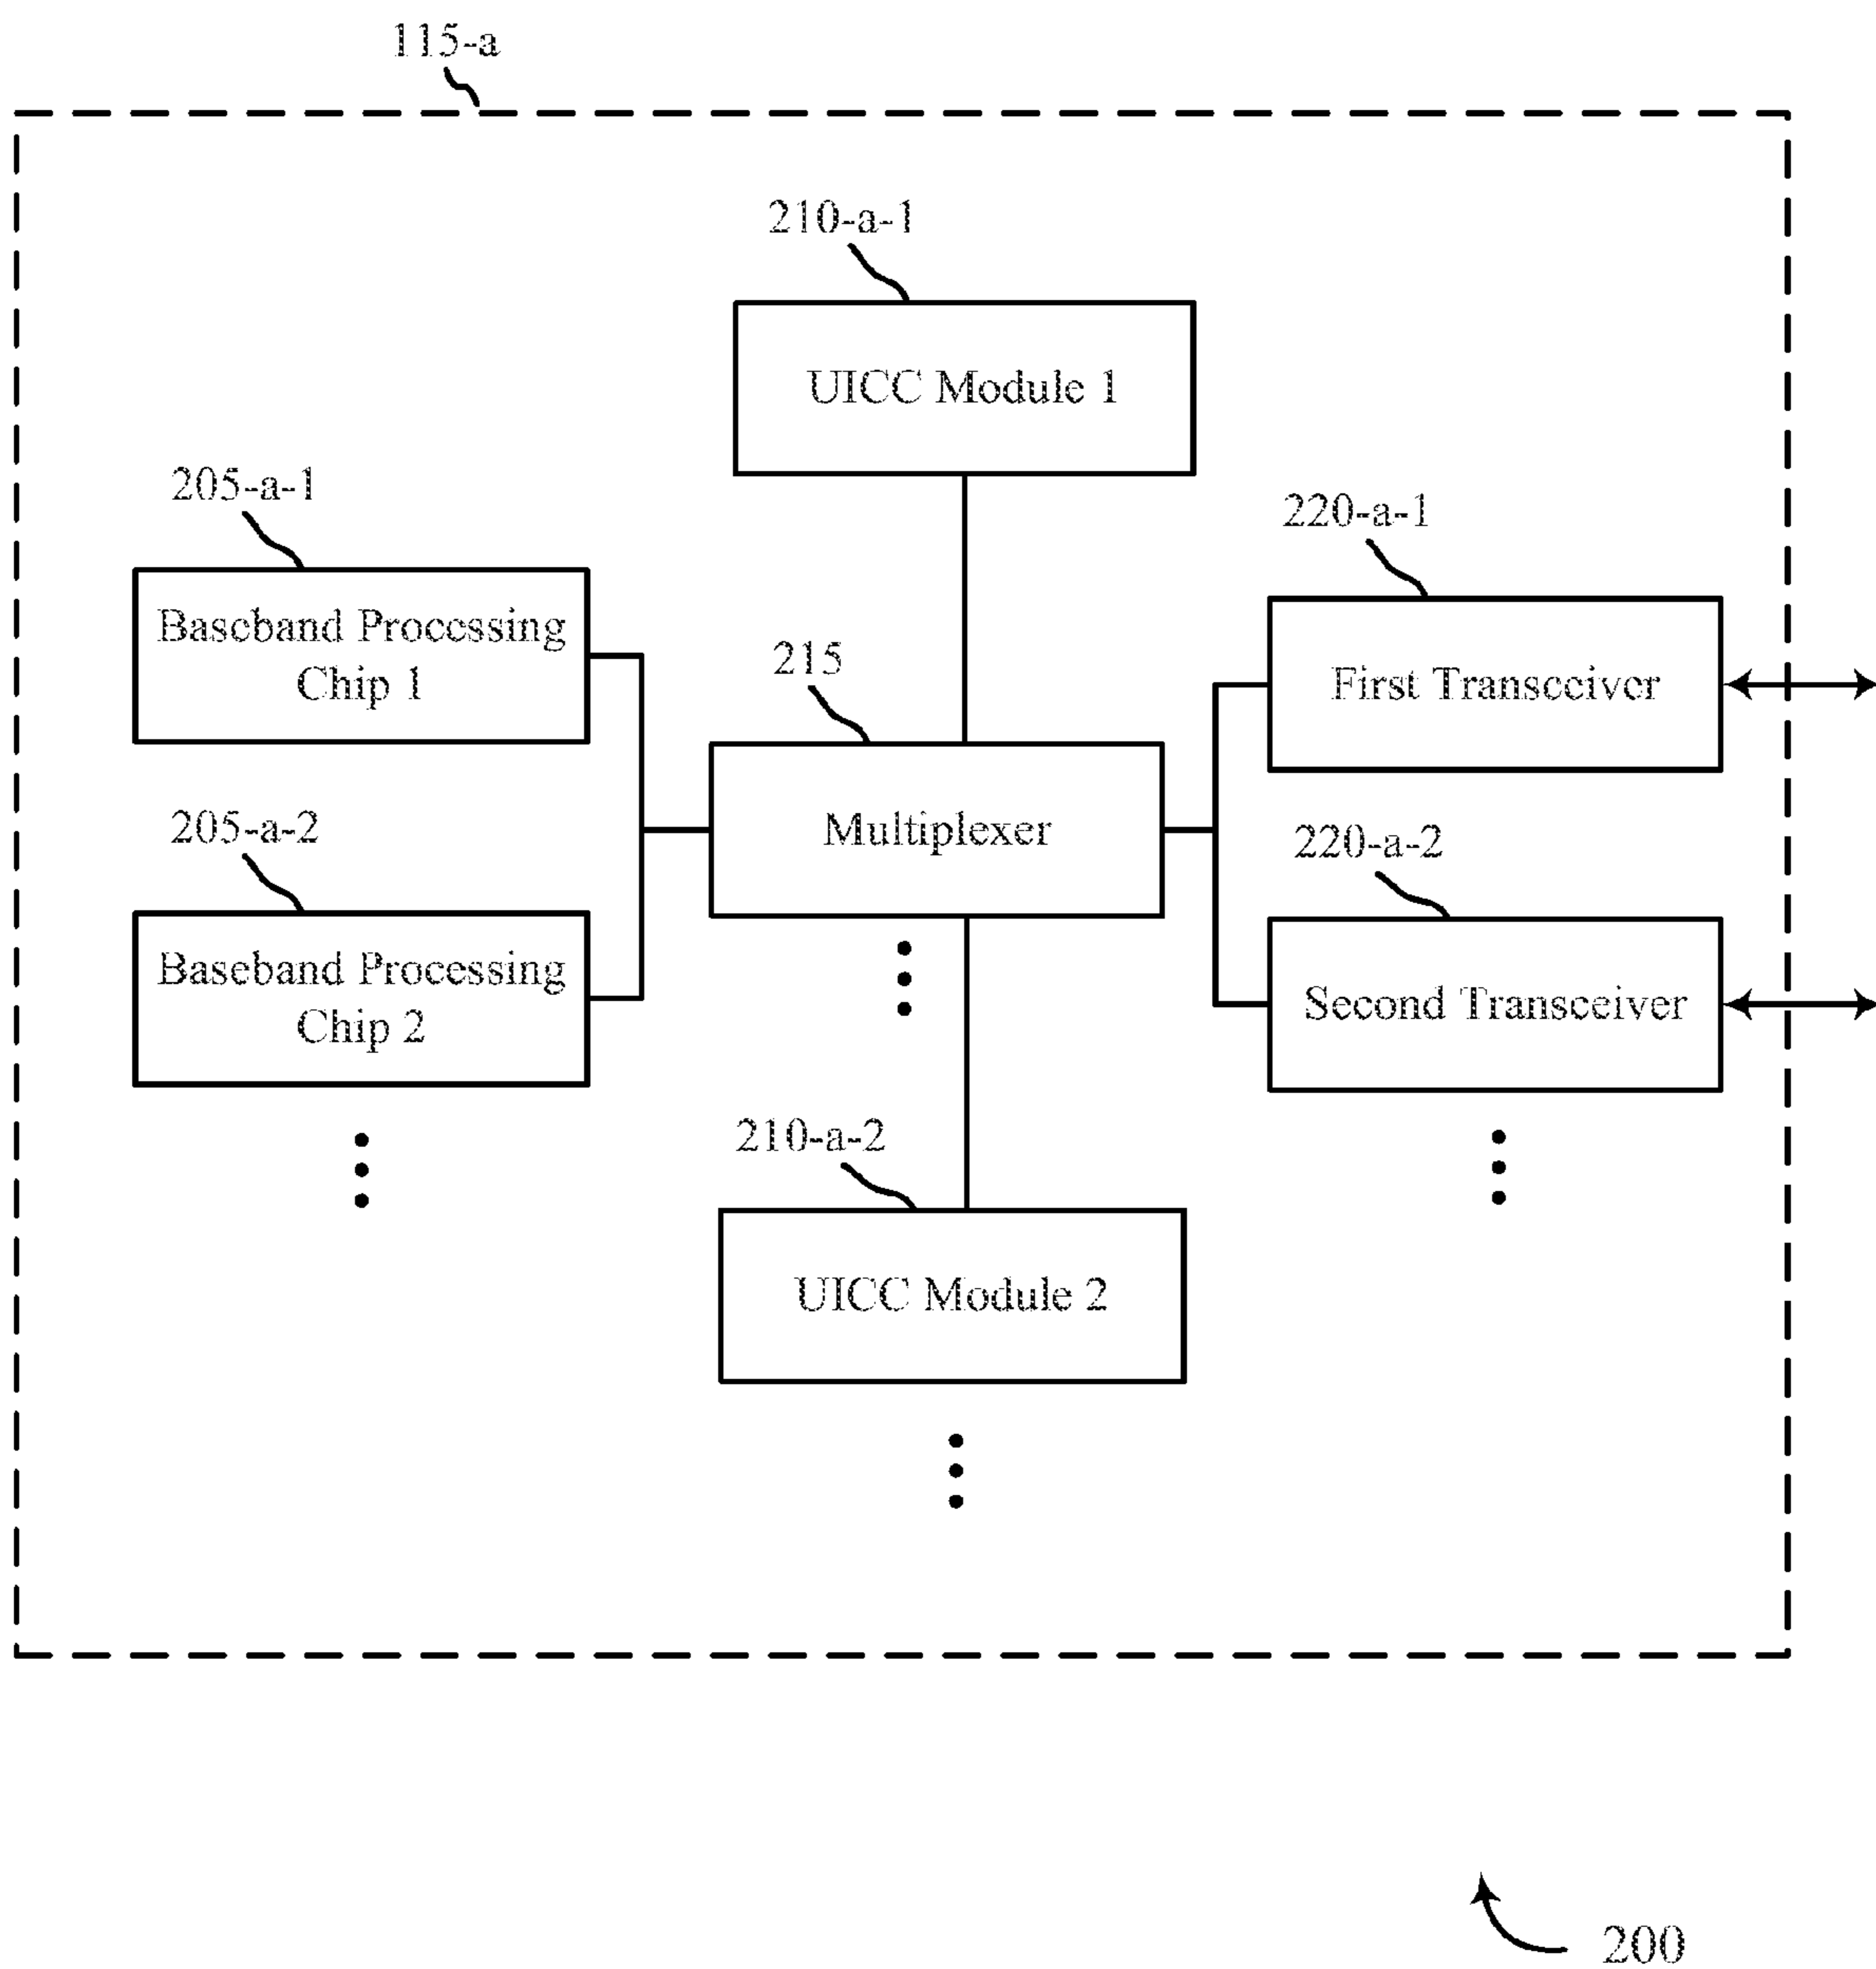 115-a
210-a-1
UICC Module 1
205-a-1
220-a-1
Baseband Processing
Chip 1
215
First Transceiver
205-a-2
Multiplexer
220-a-2
Baseband Processing
Chip 2
Second Transceiver
210-a-2
UICC Module 2
200